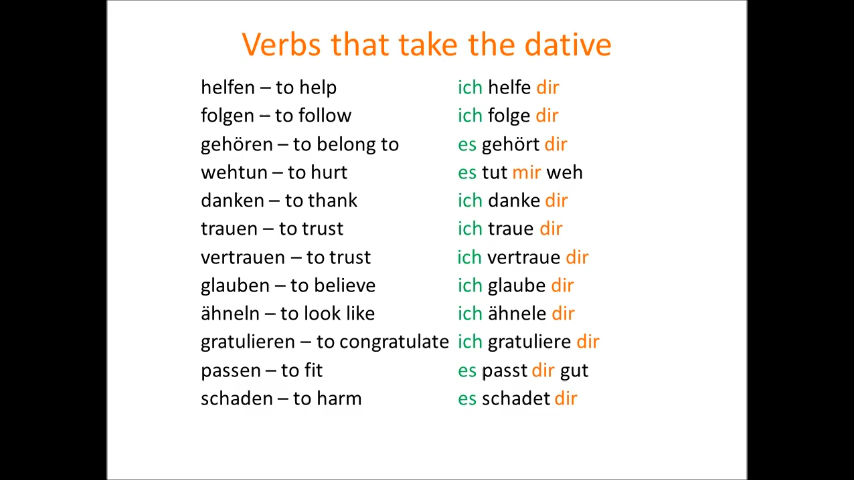 Verbs that take the dative
helfen – to help ich helfe dir
folgen – to follow ich folge dir
gehören – to belong to es gehört dir
wehtun – to hurt es tut mir weh
danken – to thank ich danke dir
trauen – to trust ich traue dir
vertrauen – to trust ich vertraue dir
glauben – to believe ich glaube dir
ähneln – to look like ich ähnele dir
gratulieren – to congratulate ich gratuliere dir
passen – to fit es passt dir gut
schaden – to harm es schadet dir